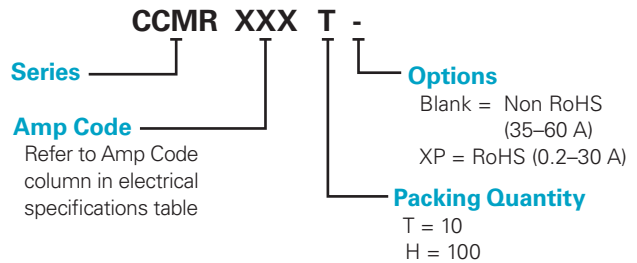 CCMR XXX T -
Series
Options
Blank = Non RoHS
(35–60 A)
XP = RoHS (0.2–30 A)
Amp Code
Refer to Amp Code
column in electrical
specifications table
Packing Quantity
T = 10
H = 100